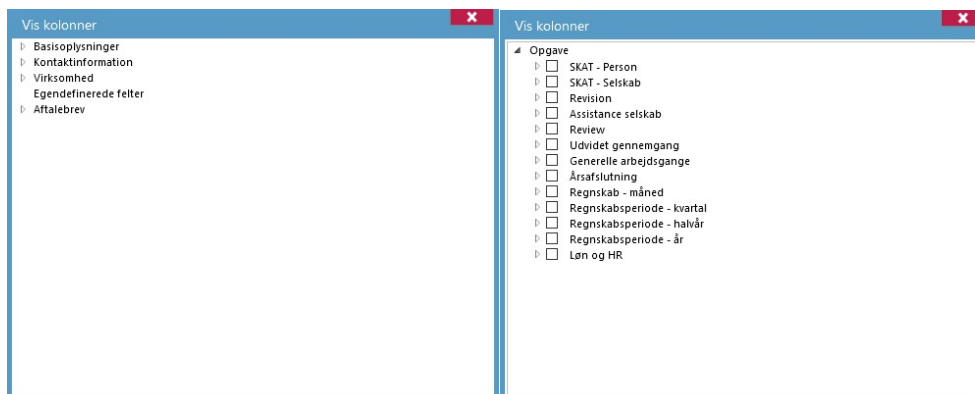 Vis kolonner
Basisoplysninger
Kontaktinformation
Virksomhed
Egendefinerede felter
Aftalebrev
Vis kolonner
Opgave
SKAT - Person
SKAT - Selskab
Revision
Assistance selskab
Review
Udvidet gennemgang
Generelle arbejdsgange
Årsafslutning
Regnskab - måned
Regnskabsperiode - kvartal
Regnskabsperiode - halvår
Regnskabsperiode - år
Løn og HR